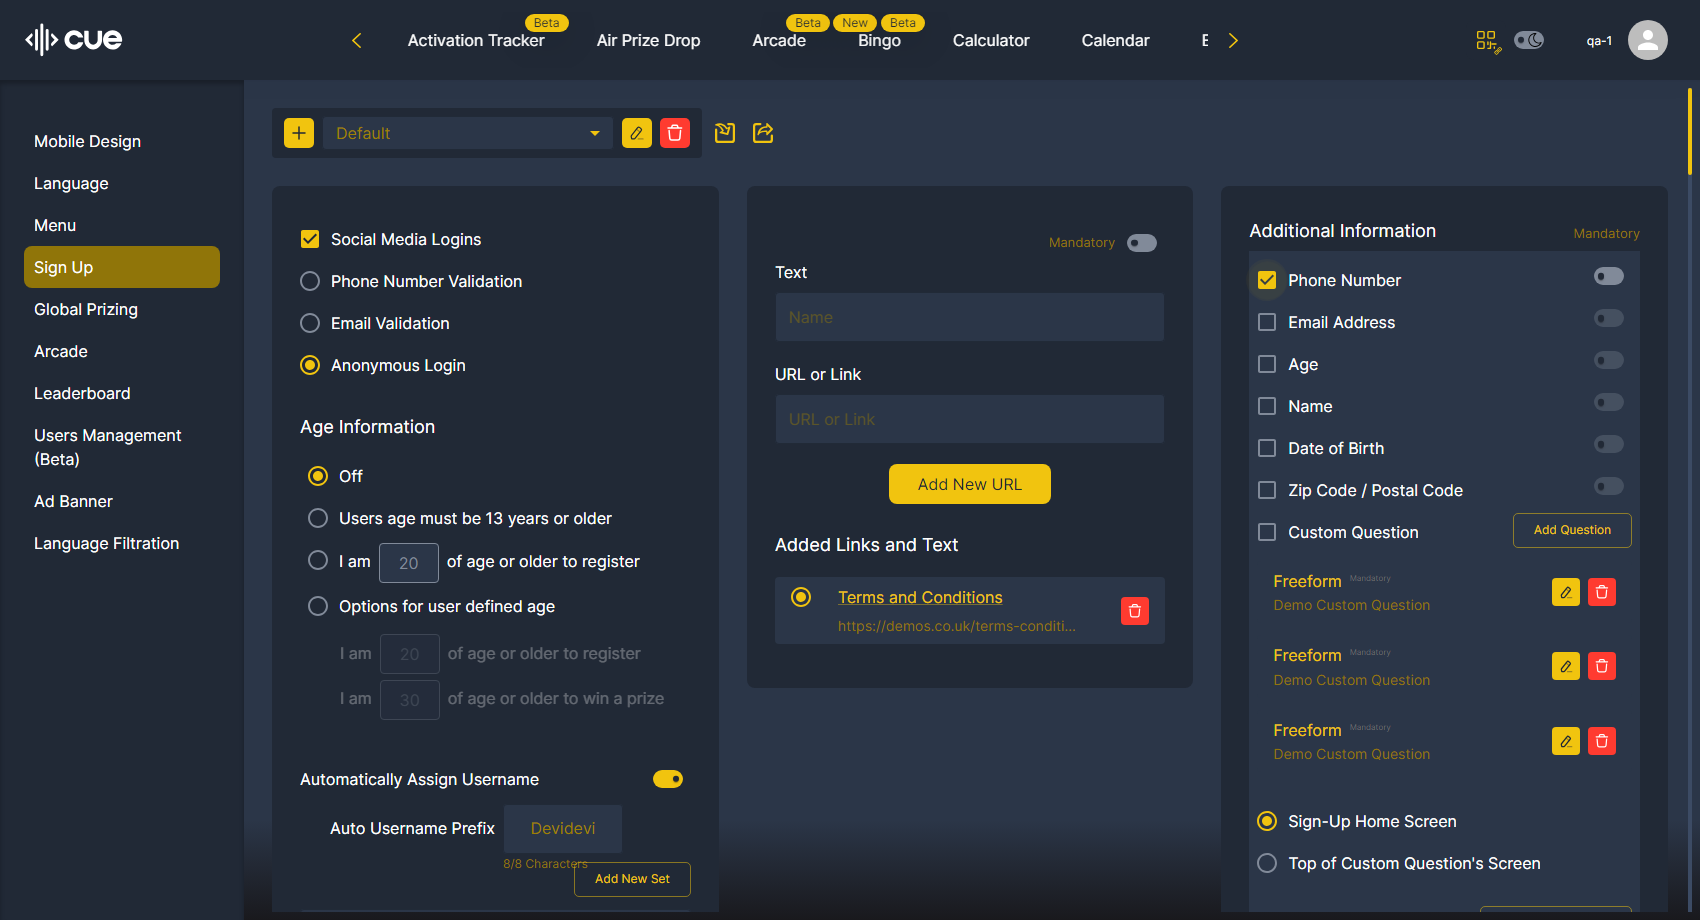 cue
Activation Tracker
Beta
Air Prize Drop
Arcade
Beta
New
Bingo
Beta
Calculator
Calendar
qa-1
Mobile Design
Language
Menu
Sign Up
Global Prizing
Arcade
Leaderboard
Users Management
(Beta)
Ad Banner
Language Filtration
Default
Social Media Logins
Phone Number Validation
Email Validation
Anonymous Login
Age Information
Off
Users age must be 13 years or older
I am 20 of age or older to register
Options for user defined age
I am 20 of age or older to register
I am 30 of age or older to win a prize
Automatically Assign Username
Auto Username Prefix Devidevi
8/8 Characters
Add New Set
Mandatory
Text
Name
URL or Link
URL or Link
Add New URL
Added Links and Text
Terms and Conditions
https://demos.co.uk/terms-conditi...
Additional Information Mandatory
Phone Number
Email Address
Age
Name
Date of Birth
Zip Code / Postal Code
Custom Question Add Question
Freeform Mandatory
Demo Custom Question
Freeform Mandatory
Demo Custom Question
Freeform Mandatory
Demo Custom Question
Sign-Up Home Screen
Top of Custom Question's Screen